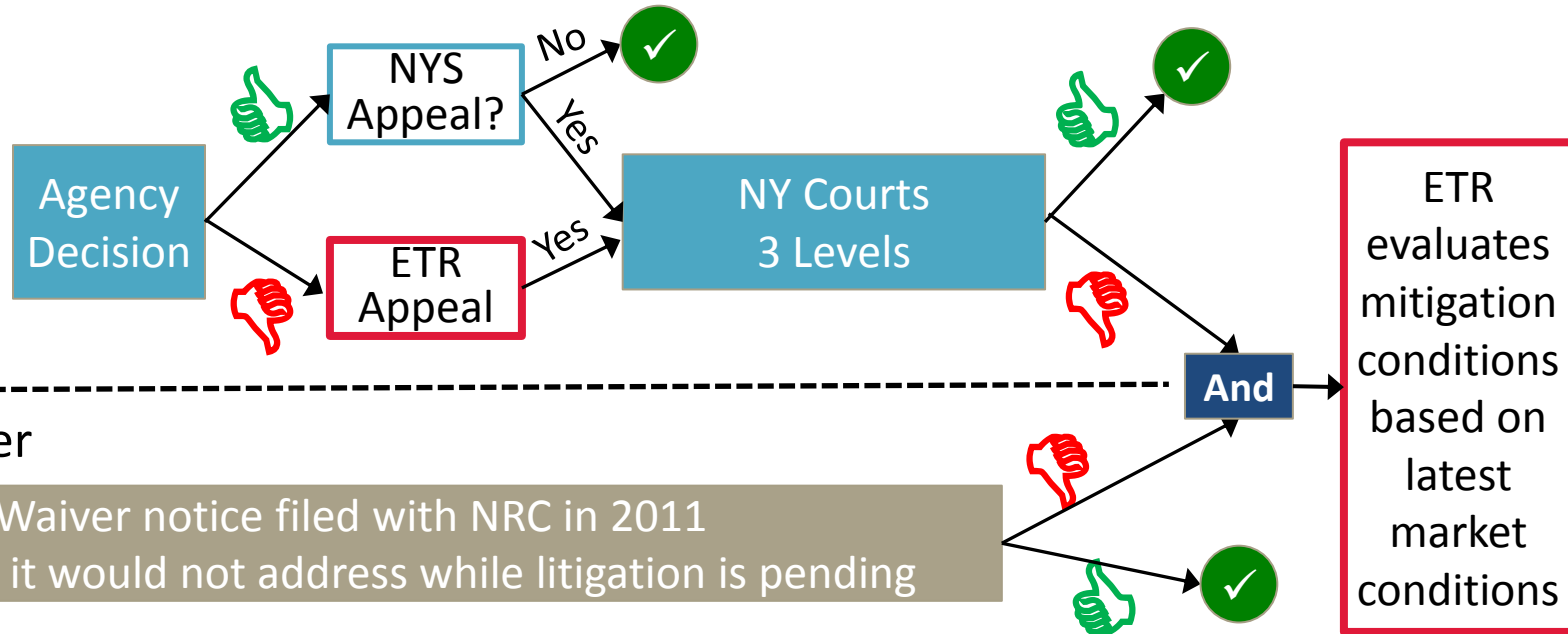 No
NYS
Appeal?
Yes
Agency
Decision
NY Courts
3 Levels
Yes
ETR
Appeal
ETR
evaluates
mitigation
conditions
based on
latest
market
conditions
And
er
Waiver notice filed with NRC in 2011
it would not address while litigation is pending